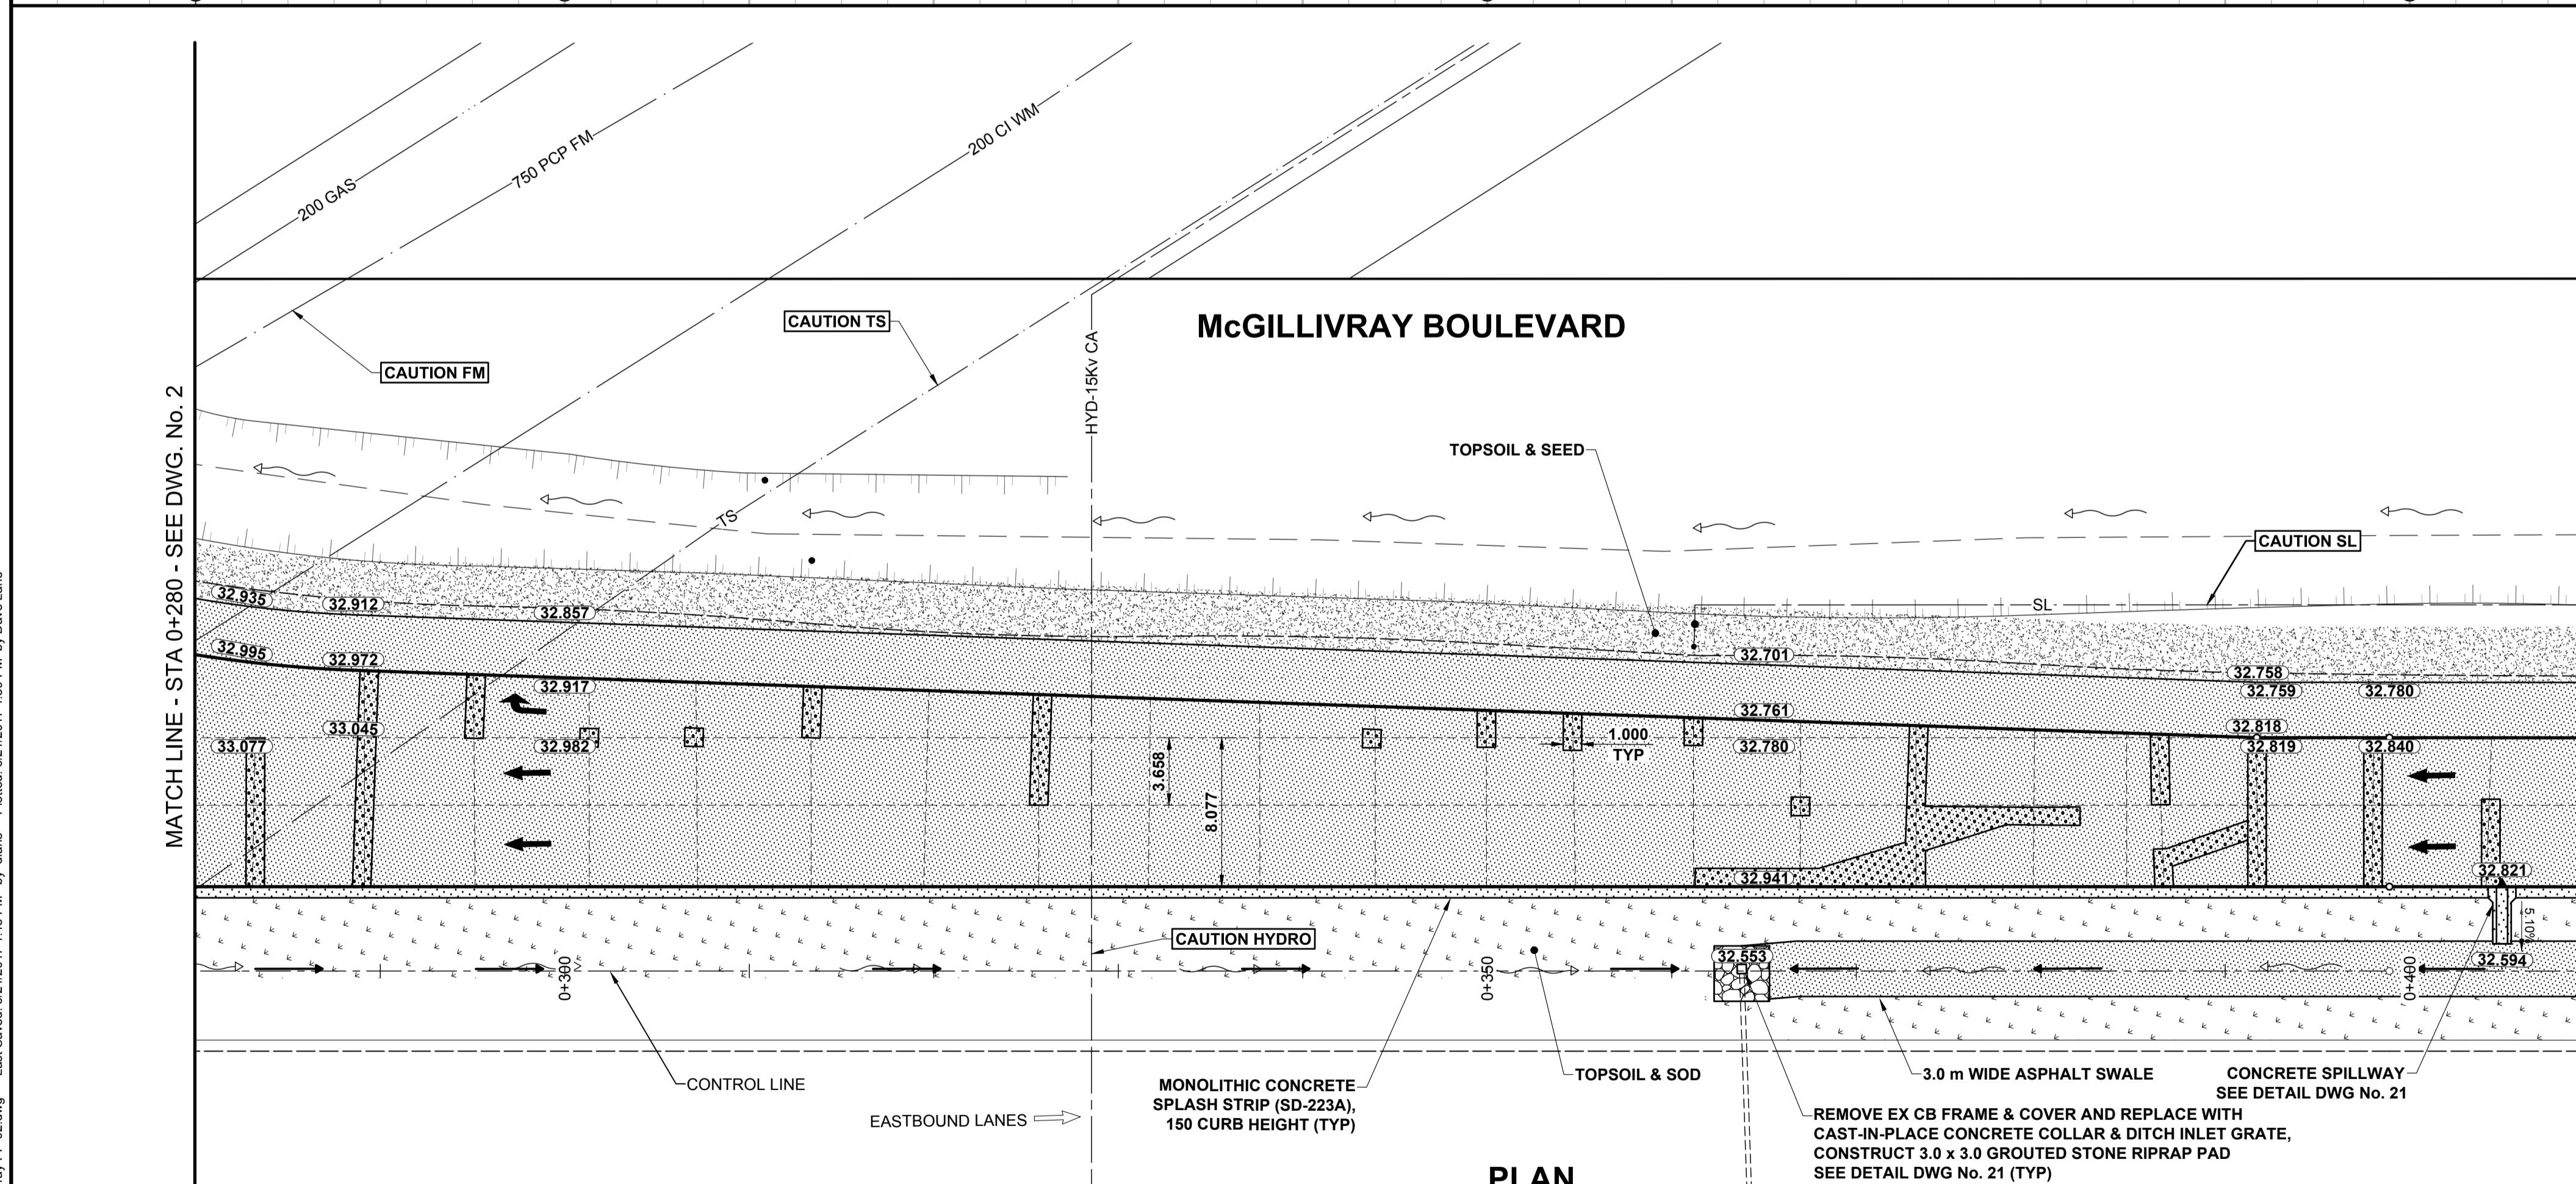 200 GAS
750 PCP FM
200 CI WM
CAUTION TS
McGILLIVRAY BOULEVARD
CAUTION FM
HYD-15Kv CA
MATCH LINE - STA 0+280 - SEE DWG. No. 2
TOPSOIL & SEED
TS
CAUTION SL
SL
32.935
32.912
32.857
32.701
32.758
32.995
32.972
32.917
32.759
32.780
32.761
32.818
33.077
33.045
32.982
1.000
TYP
32.780
32.819
32.840
3.658
8.077
32.941
32.821
5.10%
CAUTION HYDRO
32.553
32.594
0+300
0+350
0+400
CONTROL LINE
EASTBOUND LANES
MONOLITHIC CONCRETE
SPLASH STRIP (SD-223A),
150 CURB HEIGHT (TYP)
TOPSOIL & SOD
3.0 m WIDE ASPHALT SWALE
CONCRETE SPILLWAY
SEE DETAIL DWG No. 21
REMOVE EX CB FRAME & COVER AND REPLACE WITH
CAST-IN-PLACE CONCRETE COLLAR & DITCH INLET GRATE,
CONSTRUCT 3.0 x 3.0 GROUTED STONE RIPRAP PAD
SEE DETAIL DWG No. 21 (TYP)
PLAN